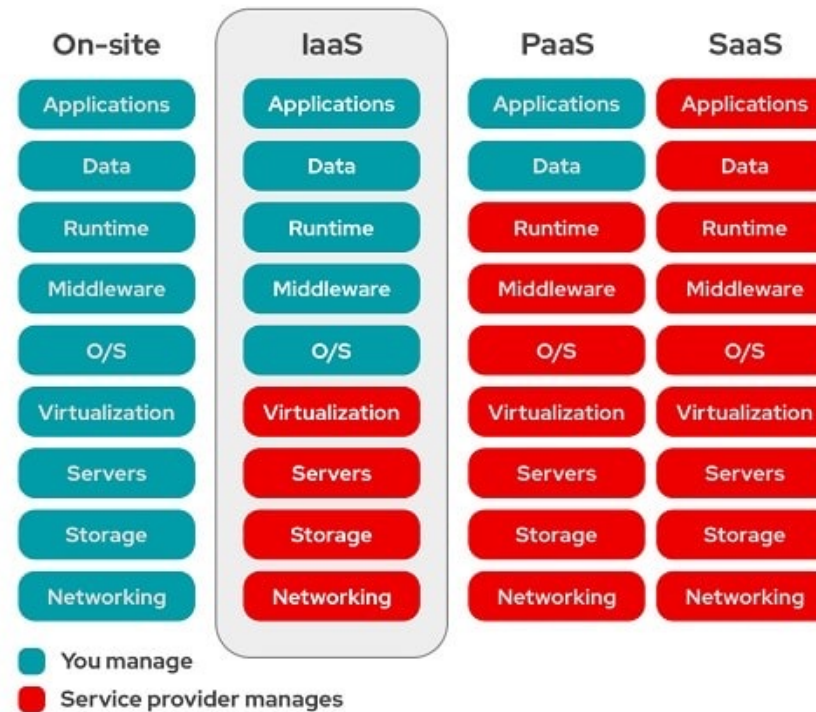 On-site IaaS PaaS SaaS
Applications Applications Applications Applications
Data Data Data Data
Runtime Runtime Runtime Runtime
Middleware Middleware Middleware Middleware
O/S O/S O/S O/S
Virtualization Virtualization Virtualization Virtualization
Servers Servers Servers Servers
Storage Storage Storage Storage
Networking Networking Networking Networking
You manage
Service provider manages